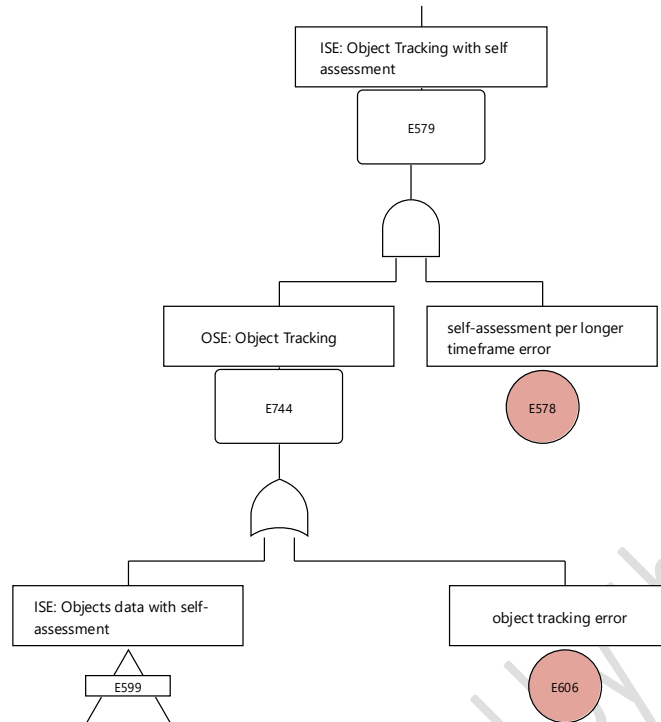 ISE: Object Tracking with self
assessment
E579
OSE: Object Tracking
self-assessment per longer
timeframe error
E744
E578
ISE: Objects data with self-
assessment
object tracking error
E599
E606